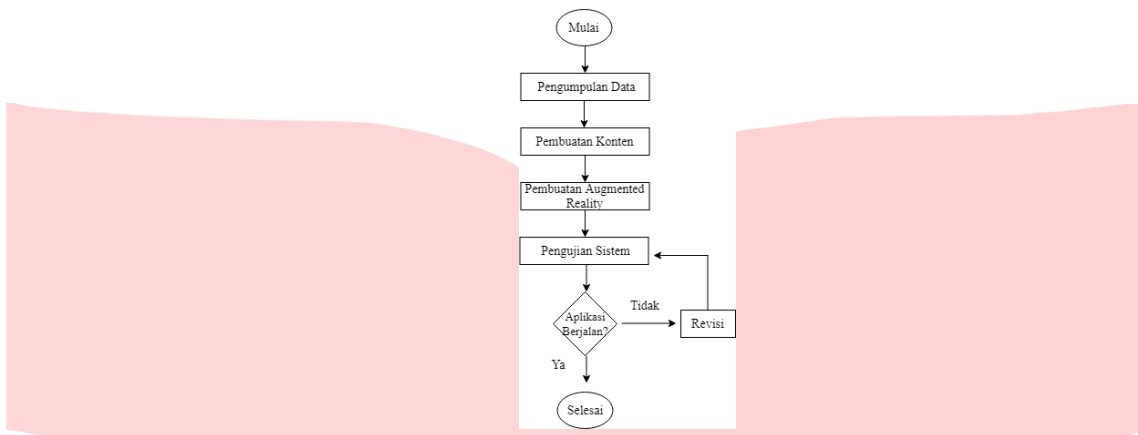 Mulai
Pengumpulan Data
Pembuatan Konten
Pembuatan Augmented
Reality
Pengujian Sistem
Tidak
Aplikasi
Berjalan?
Revisi
Ya
Selesai